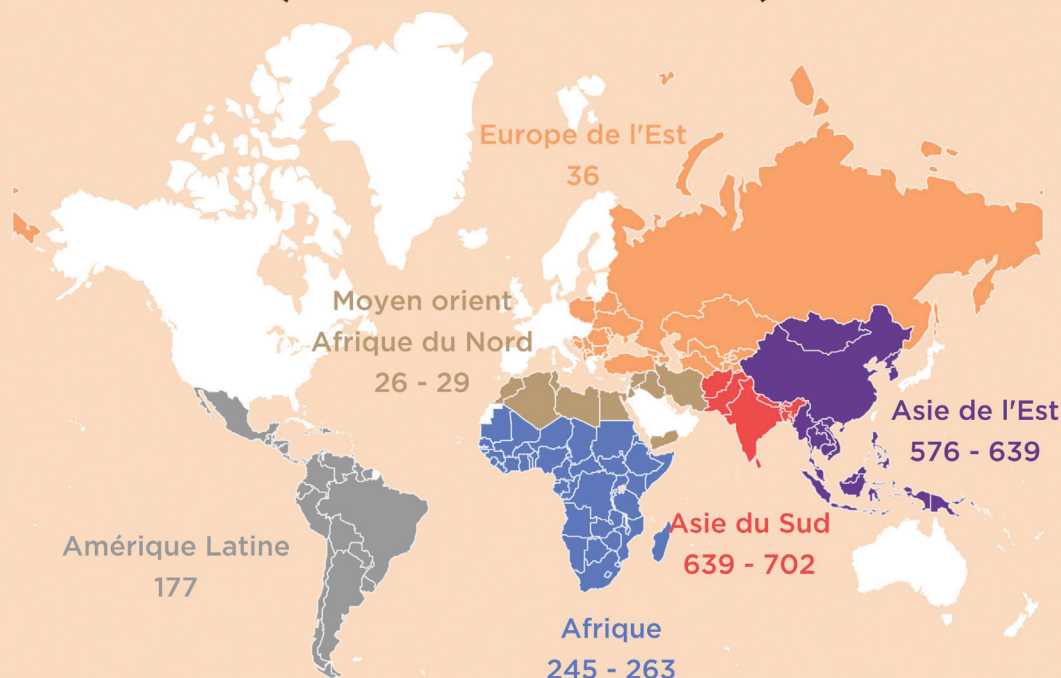 Europe de l'Est
36
Moyen orient
Afrique du Nord
26 - 29
Asie de l'Est
576 - 639
Asie du Sud
639 - 702
Amérique Latine
177
Afrique
245 - 263